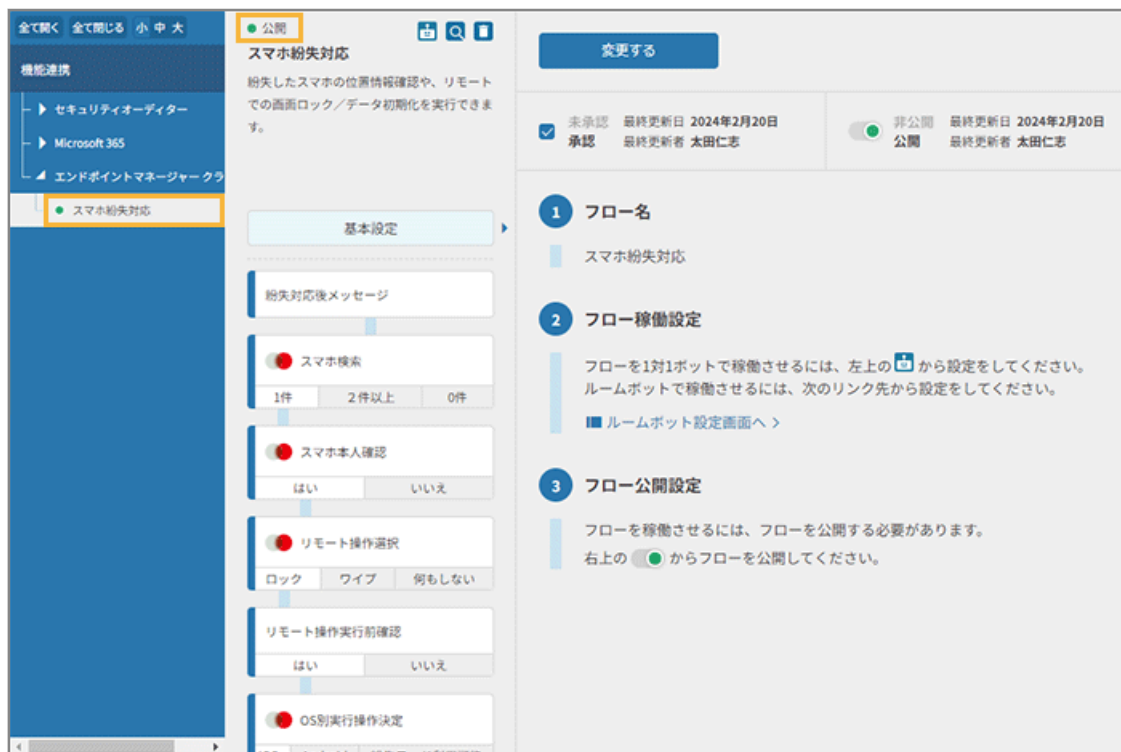 全て開く 全て閉じる 小 中 大
機能連携
セキュリティオーディター
Microsoft 365
エンドポイントマネージャー クラ
スマホ紛失対応
公開
スマホ紛失対応
紛失したスマホの位置情報確認や、リモート
での画面ロック／データ初期化を実行できま
す。
基本設定
紛失対応後メッセージ
スマホ検索
1件 2件以上 0件
スマホ本人確認
はい いいえ
リモート操作選択
ロック ワイプ 何もしない
リモート操作実行前確認
はい いいえ
OS別実行操作決定
変更する
未承認 最終更新日 2024年2月20日
承認 最終更新者 太田仁志
非公開 最終更新日 2024年2月20日
公開 最終更新者 太田仁志
1 フロー名
スマホ紛失対応
2 フロー稼働設定
フローを1対1ボットで稼働させるには、左上の から設定をしてください。
ルームボットで稼働させるには、次のリンク先から設定をしてください。
ルームボット設定画面へ
3 フロー公開設定
フローを稼働させるには、フローを公開する必要があります。
右上の からフローを公開してください。